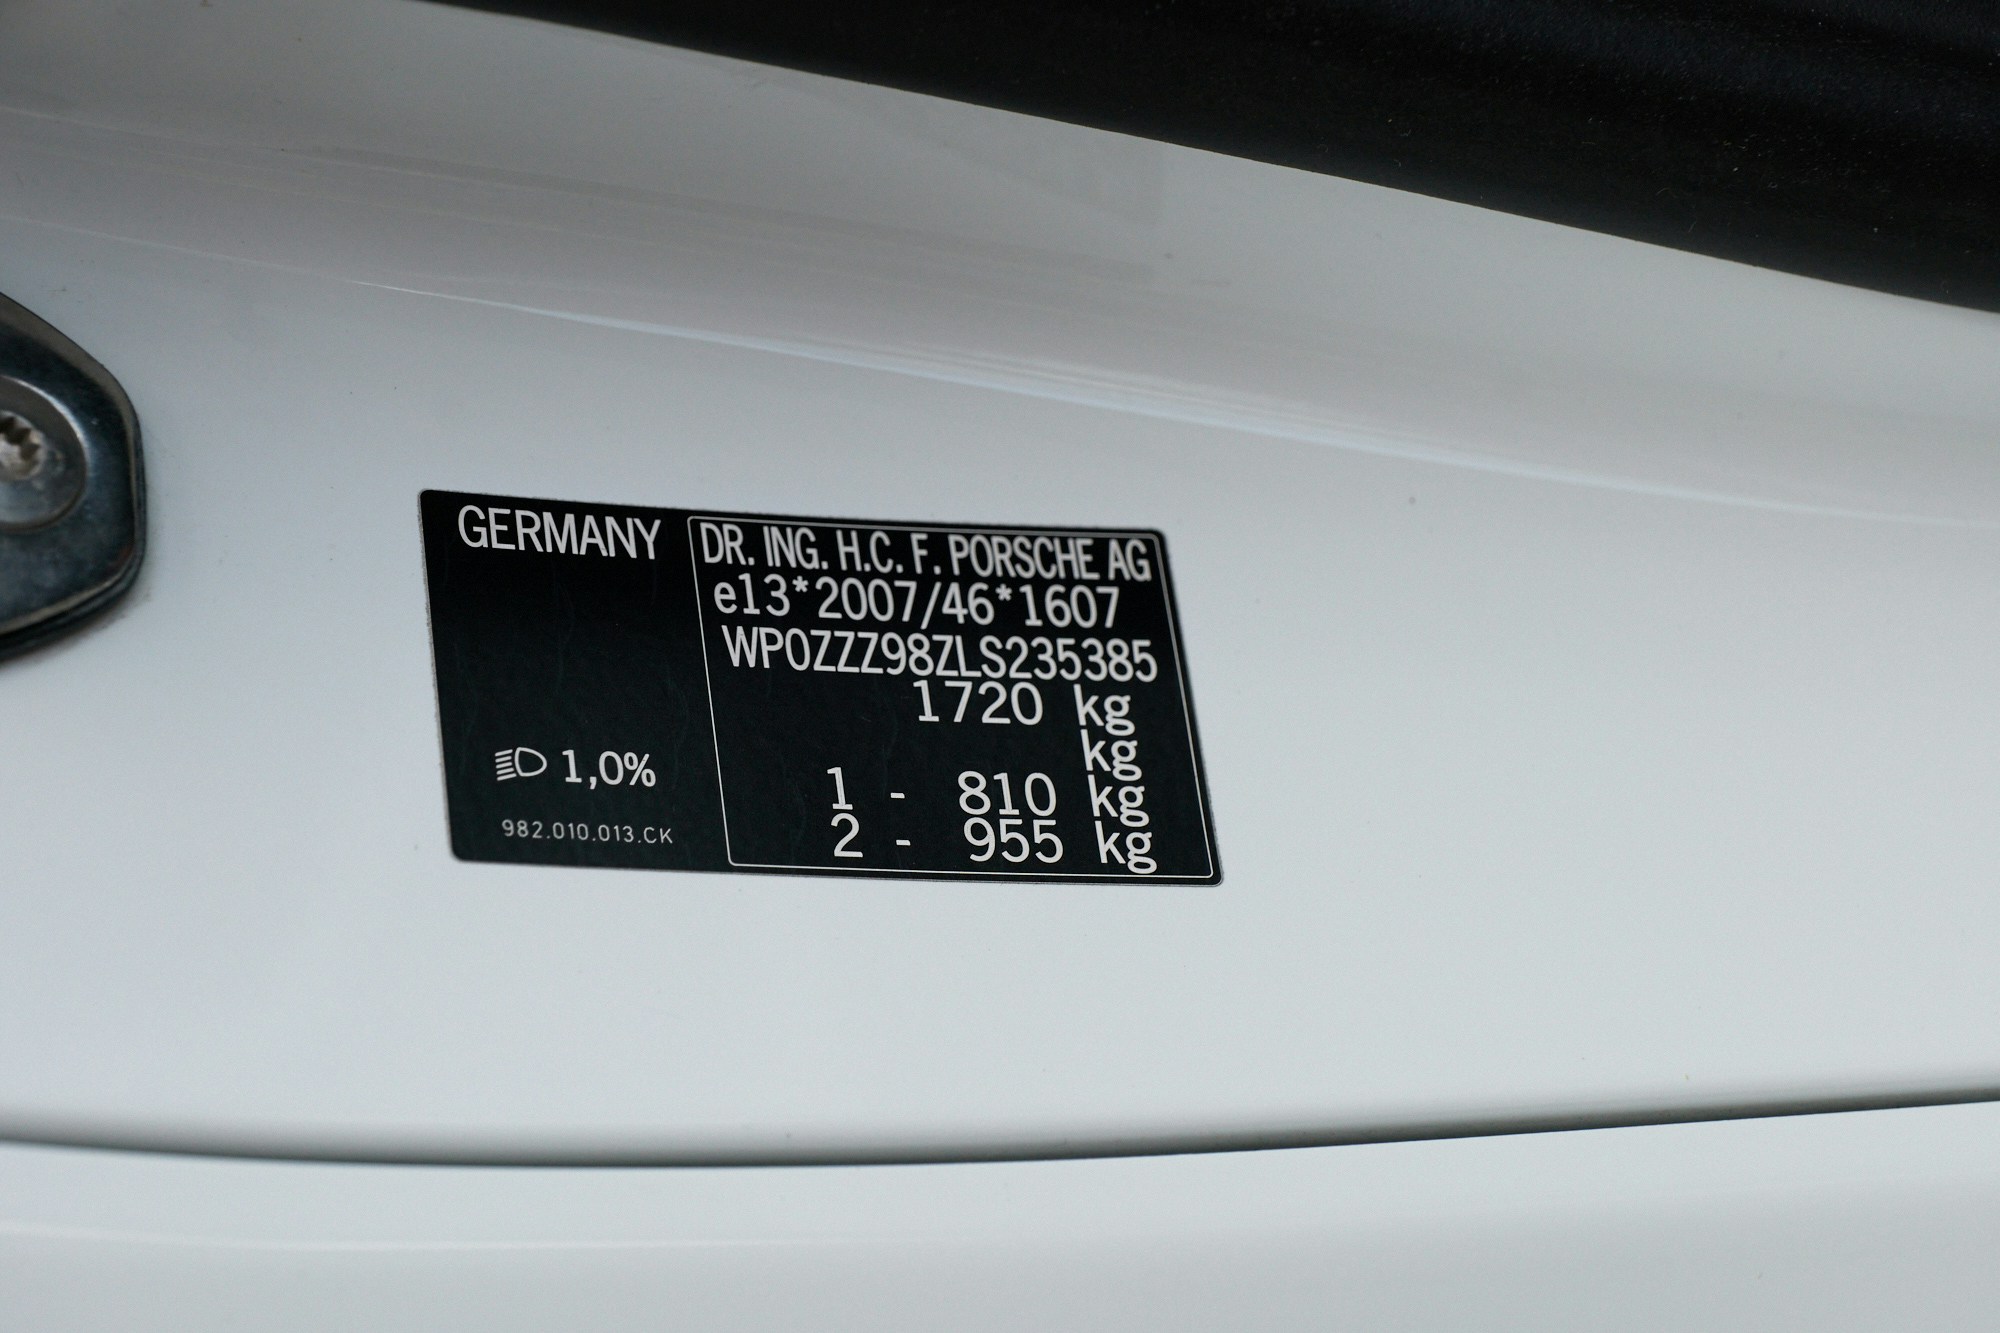 GERMANY
DR. ING. H.C. F. PORSCHE AG
e13*2007/46*1607
WP0ZZZ98ZLS235385
1720 kg
kg
1 - 810 kg
2 - 955 kg
1,0%
982.010.013.CK